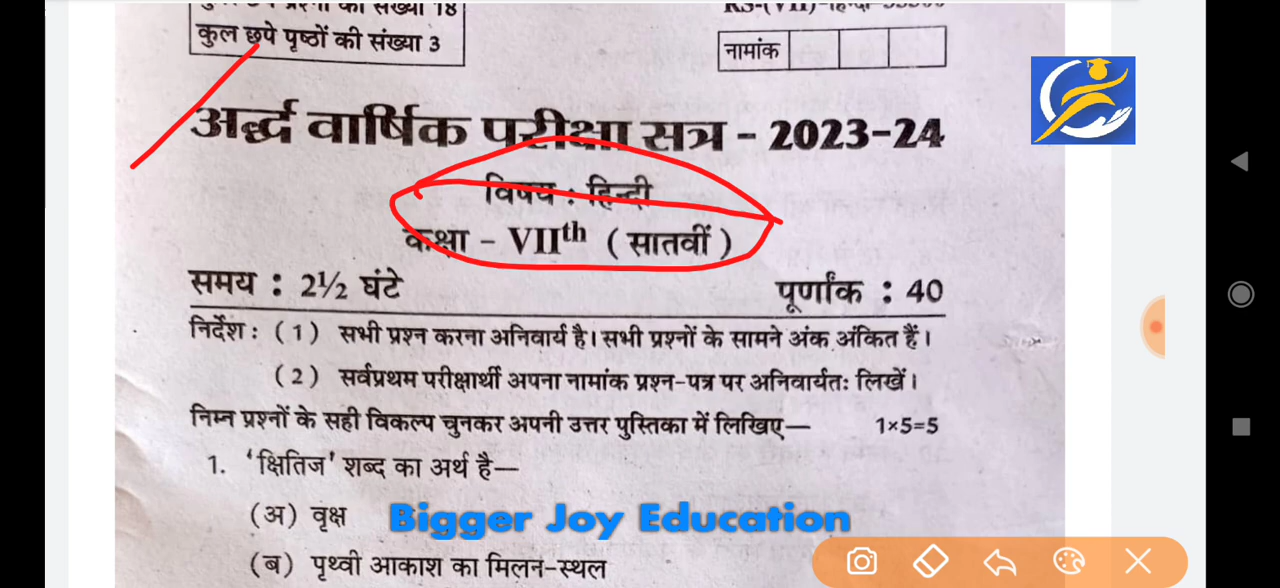 की संख्या 18
कुल छपे पृष्ठों की संख्या 3
नामांक
अर्द्ध वार्षिक परीक्षा सत्र - 2023-24
विषय : हिन्दी
कक्षा - VIIth ( सातवीं )
समय : 2½ घंटे पूर्णांक : 40
निर्देश : ( 1 ) सभी प्रश्न करना अनिवार्य है। सभी प्रश्नों के सामने अंक अंकित हैं।
( 2 ) सर्वप्रथम परीक्षार्थी अपना नामांक प्रश्न-पत्र पर अनिवार्यतः लिखें।
निम्न प्रश्नों के सही विकल्प चुनकर अपनी उत्तर पुस्तिका में लिखिए— 1×5=5
1. 'क्षितिज' शब्द का अर्थ है—
(अ) वृक्ष
Bigger Joy Education
(ब) पृथ्वी आकाश का मिलन-स्थल